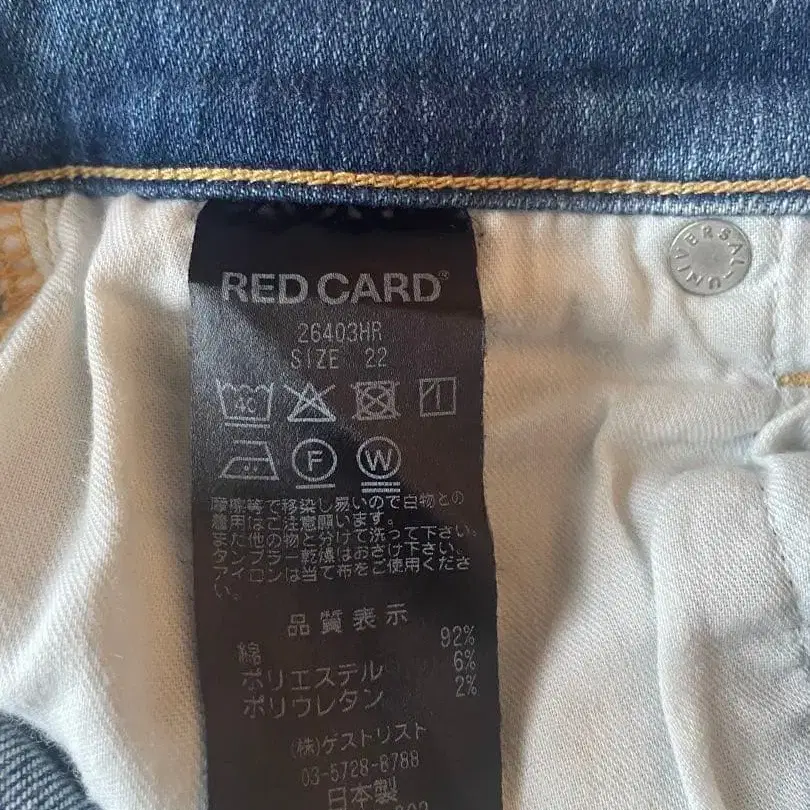 RED CARD®
26403HR
SIZE 22
40
F W
摩擦等で移染し易いので白物との
着用はご注意願います。
また他の物と分けて洗って下さい。
タンブラー乾燥はおさけ下さい。
アイロンは当て布をご使用くださ
い。
品質表示
綿 92%
ポリエステル 6%
ポリウレタン 2%
(株)ゲストリスト
03-5728-8788
日本製
UNIVERSAL